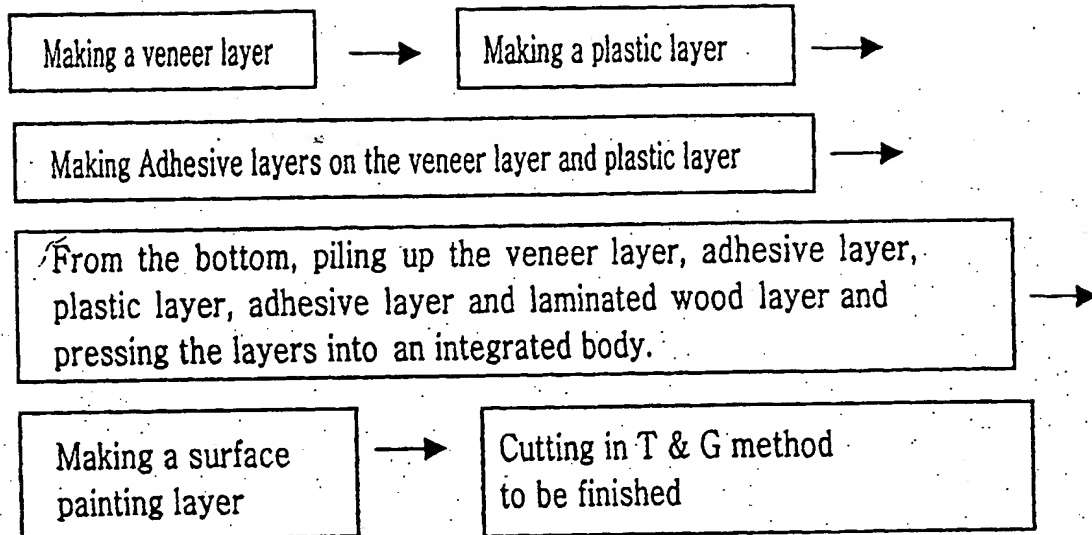 Making a veneer layer
Making a plastic layer
Making Adhesive layers on the veneer layer and plastic layer
From the bottom, piling up the veneer layer, adhesive layer,
plastic layer, adhesive layer and laminated wood layer and
pressing the layers into an integrated body.
Making a surface
painting layer
Cutting in T & G method
to be finished